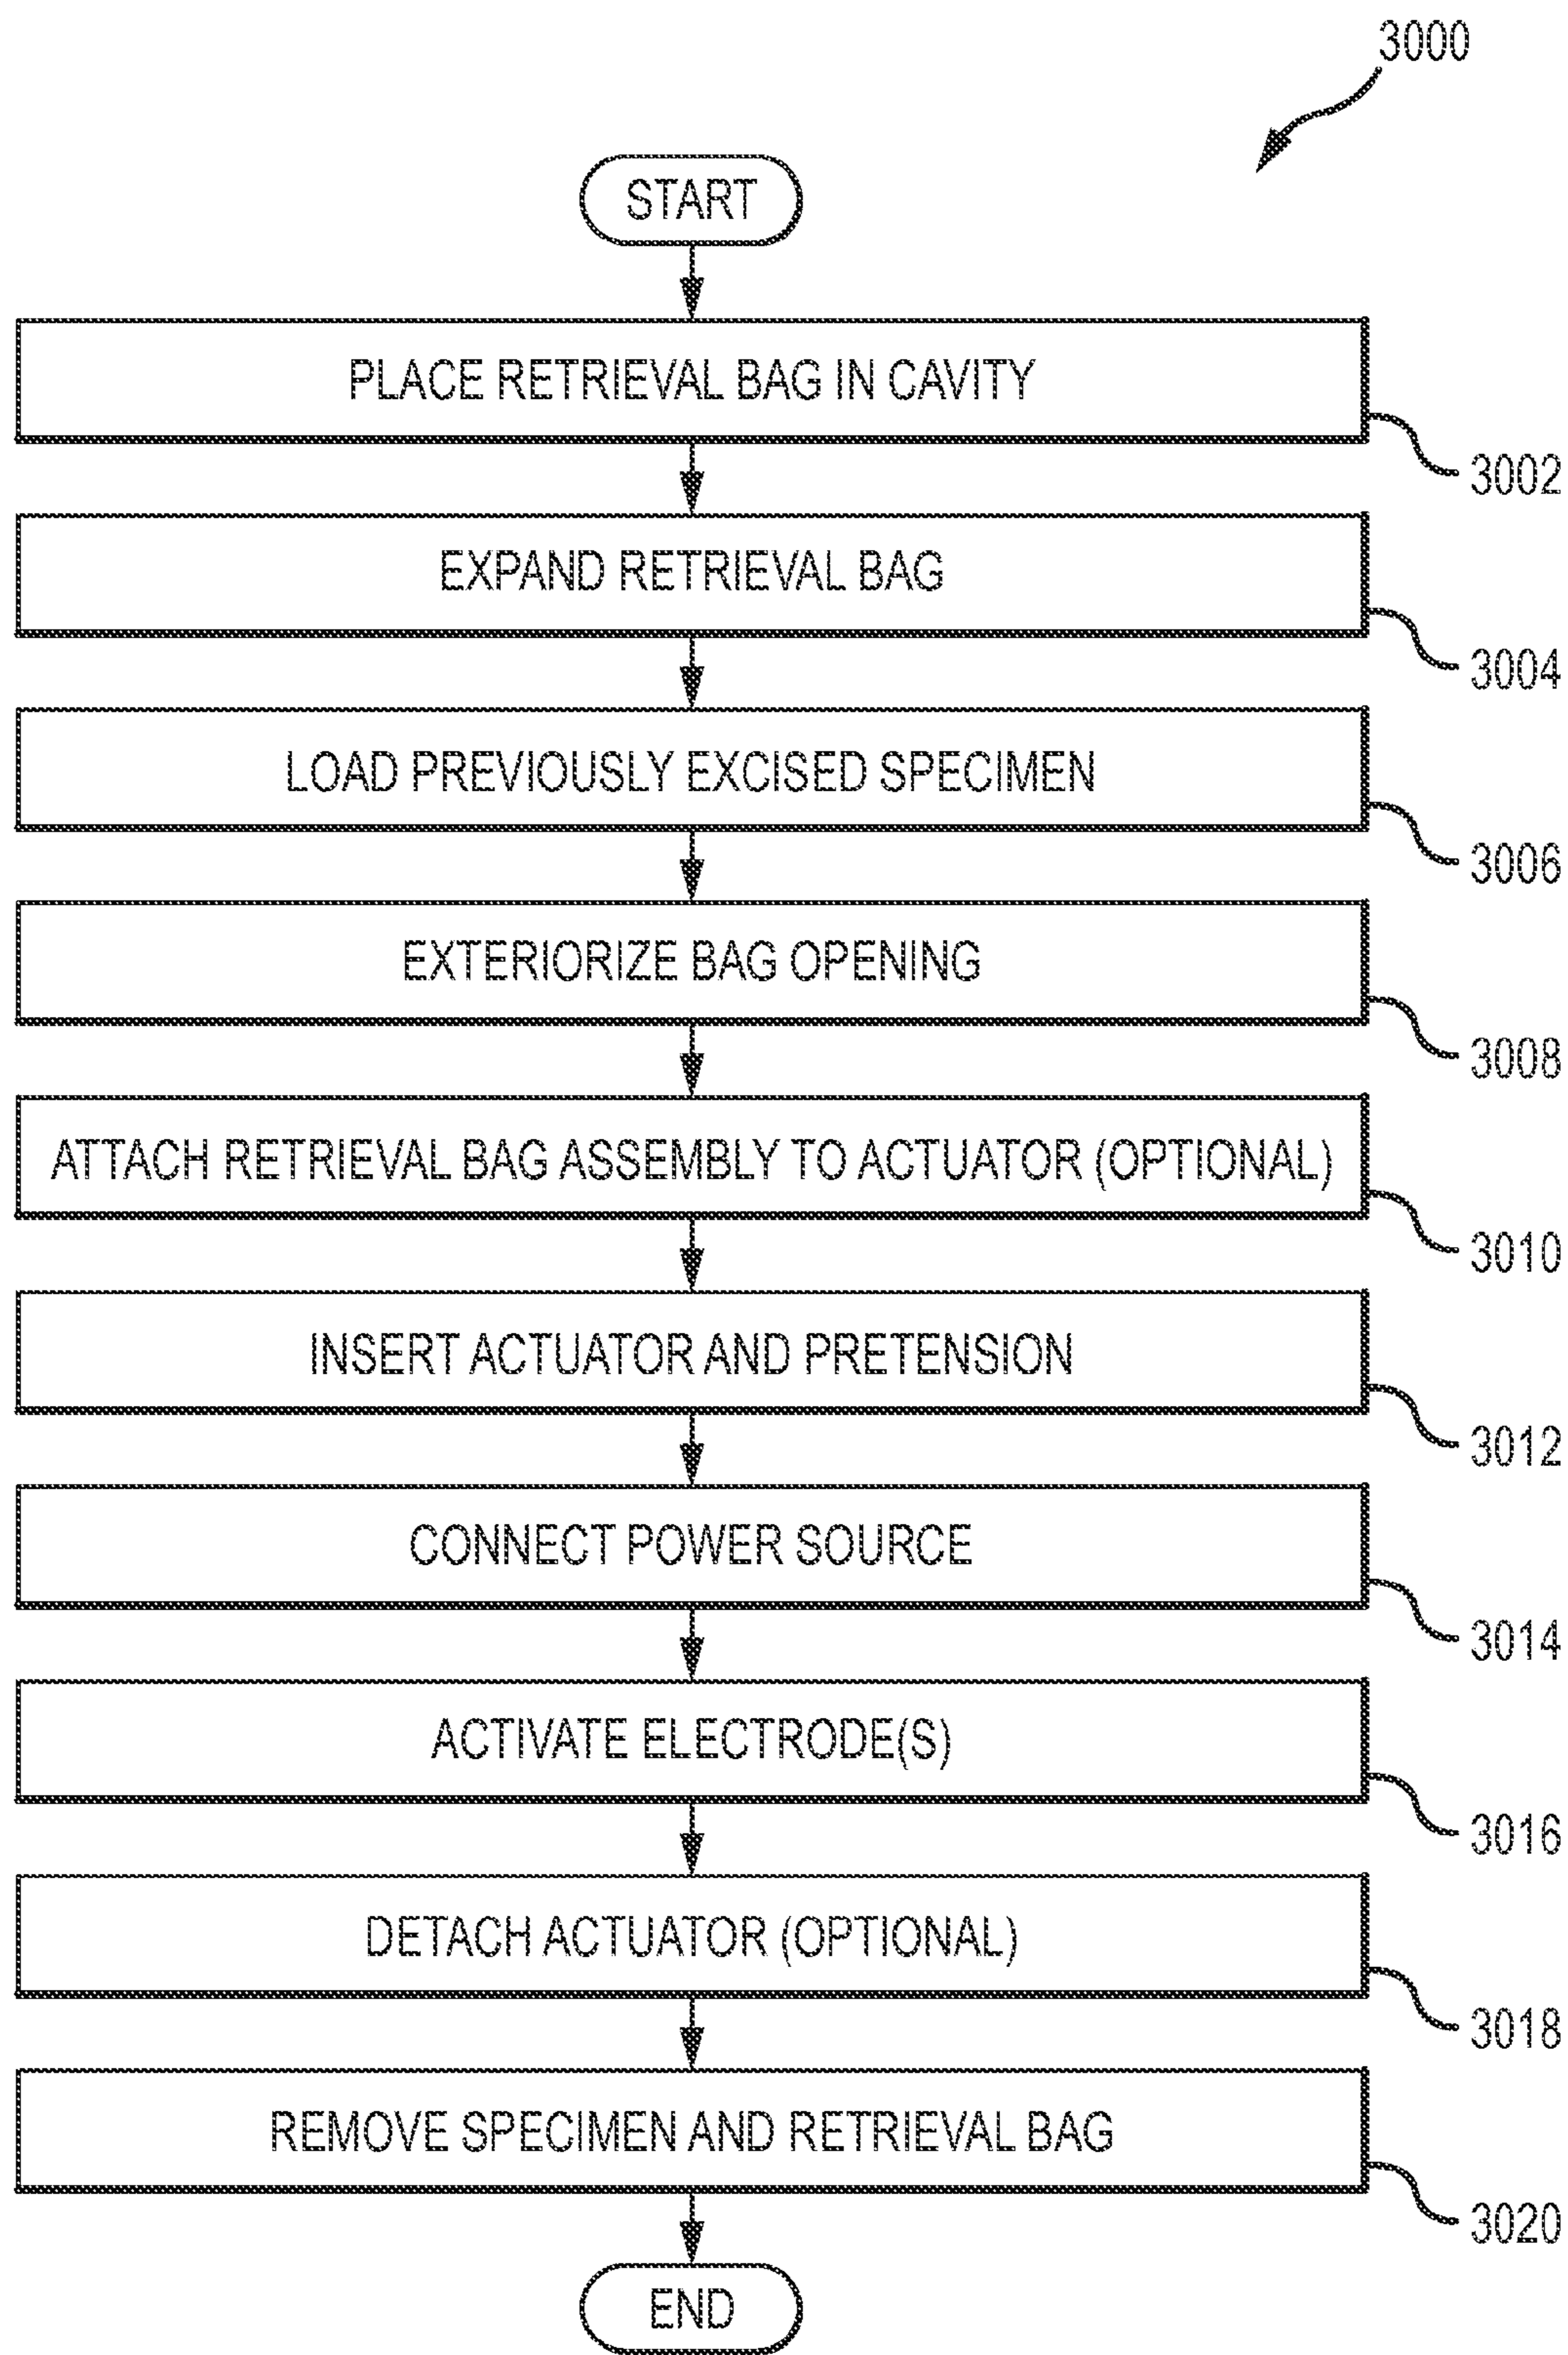 3000
START
PLACE RETRIEVAL BAG IN CAVITY
3002
EXPAND RETRIEVAL BAG
3004
LOAD PREVIOUSLY EXCISED SPECIMEN
3006
EXTERIORIZE BAG OPENING
3008
ATTACH RETRIEVAL BAG ASSEMBLY TO ACTUATOR (OPTIONAL)
3010
INSERT ACTUATOR AND PRETENSION
3012
CONNECT POWER SOURCE
3014
ACTIVATE ELECTRODE(S)
3016
DETACH ACTUATOR (OPTIONAL)
3018
REMOVE SPECIMEN AND RETRIEVAL BAG
3020
END